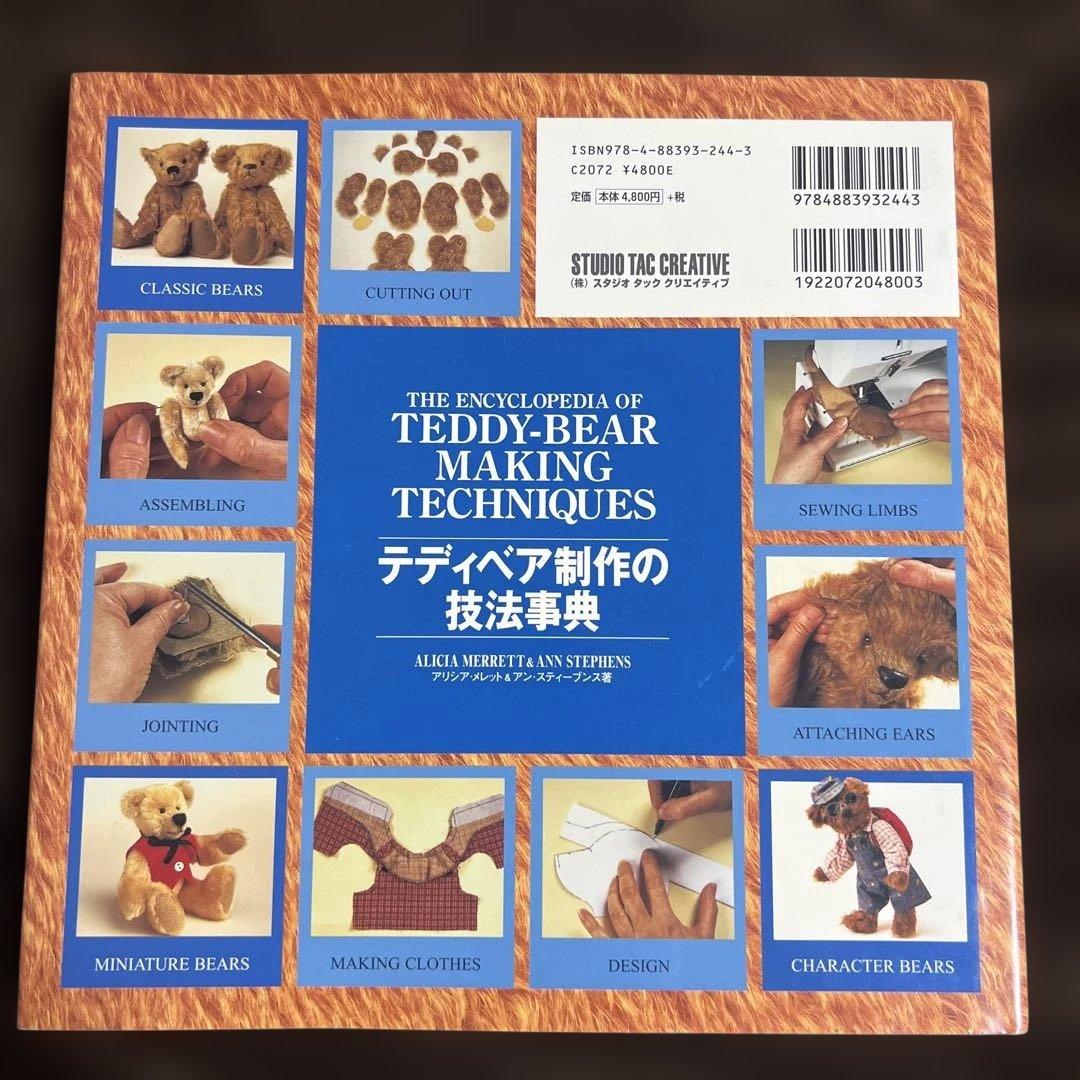 CLASSIC BEARS
CUTTING OUT
ISBN978-4-88393-244-3
C2072 ¥4800E
定価 本体 4,800円 +税
STUDIO TAC CREATIVE
(株) スタジオ タック クリエイティブ
9784883932443
1922072048003
ASSEMBLING
THE ENCYCLOPEDIA OF
TEDDY-BEAR
MAKING
TECHNIQUES
テディベア制作の
技法事典
ALICIA MERRETT & ANN STEPHENS
アリシア・メレット & アン・スティーブンス著
SEWING LIMBS
JOINTING
ATTACHING EARS
MINIATURE BEARS
MAKING CLOTHES
DESIGN
CHARACTER BEARS